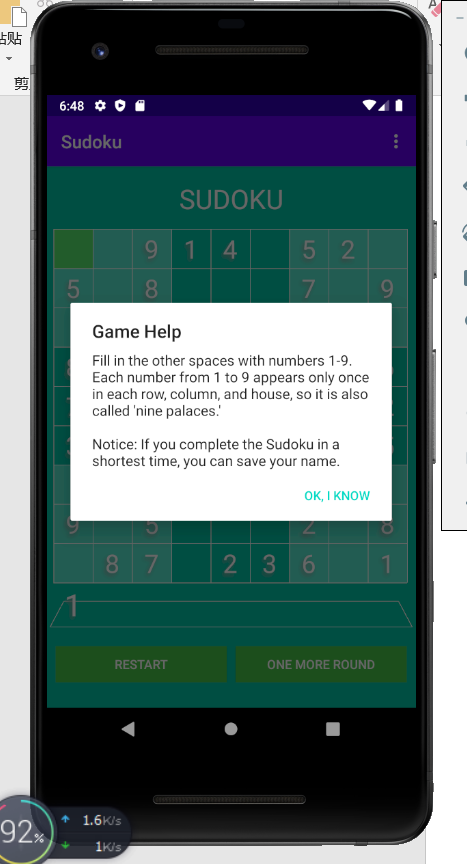 粘贴
剪
6:48
Sudoku
SUDOKU
9 1 4 5 2
5 8 7 9
Game Help
Fill in the other spaces with numbers 1-9.
Each number from 1 to 9 appears only once
in each row, column, and house, so it is also
called 'nine palaces.'
Notice: If you complete the Sudoku in a
shortest time, you can save your name.
OK, I KNOW
9 5 2 8
8 7 2 3 6 1
1
RESTART ONE MORE ROUND
92% 1.6K/s
1K/s